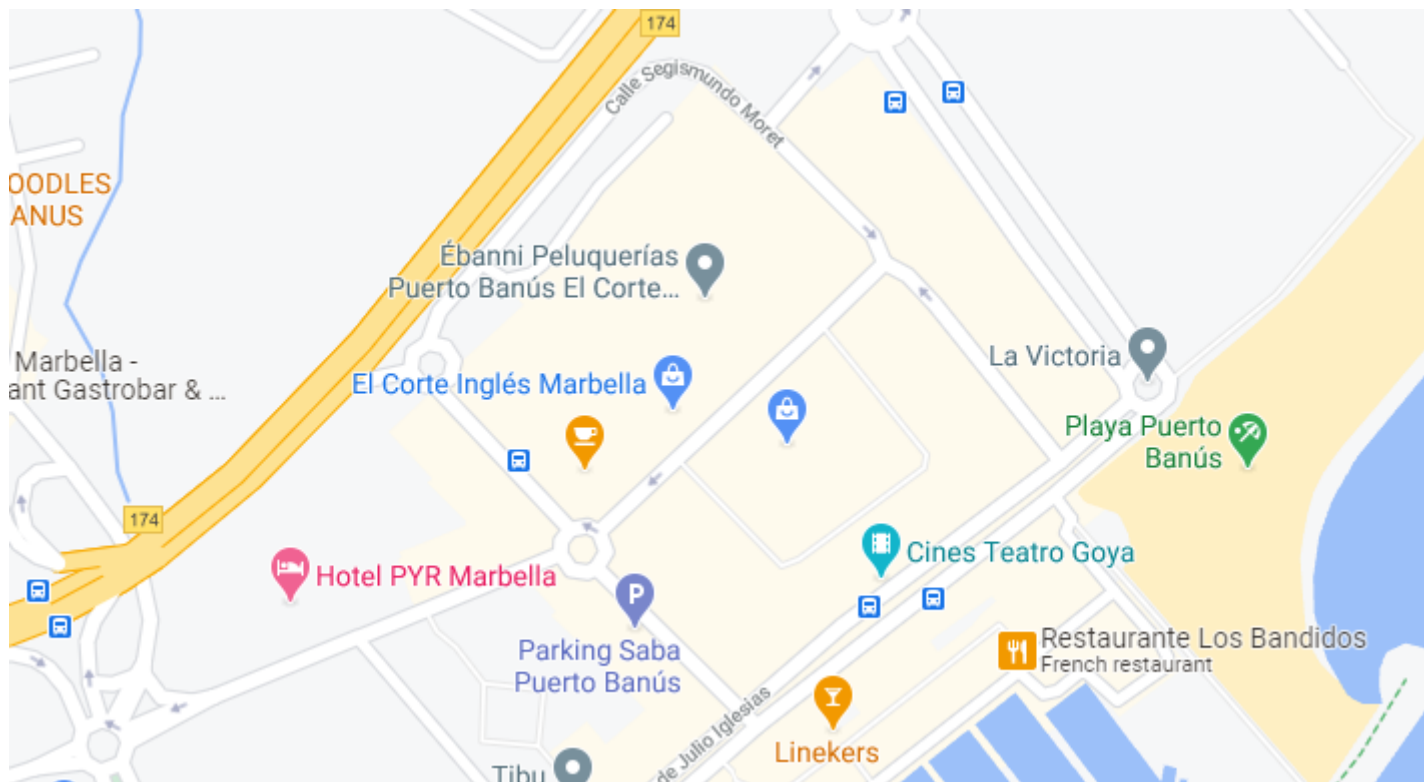 174
Calle Segismundo Moret
OODLES
ANUS
Ébanni Peluquerías
Puerto Banús El Corte...
Marbella -
ant Gastrobar & ...
El Corte Inglés Marbella
La Victoria
Playa Puerto
Banús
174
Cines Teatro Goya
Hotel PYR Marbella
P
Parking Saba
Puerto Banús
Restaurante Los Bandidos
French restaurant
de Julio Iglesias
Linekers
Tibu